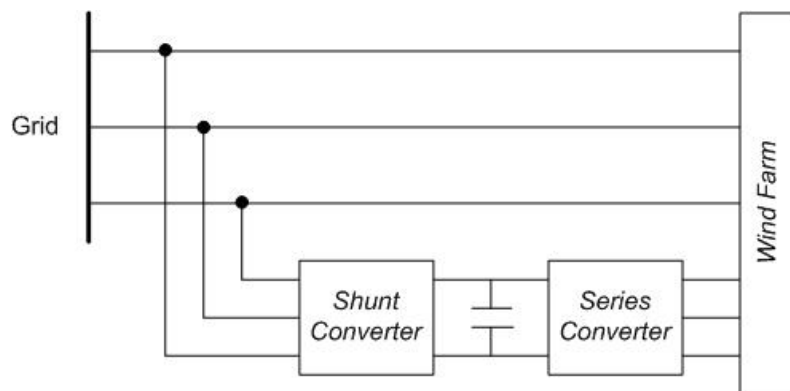 Grid
Wind Farm
Shunt
Converter
Series
Converter